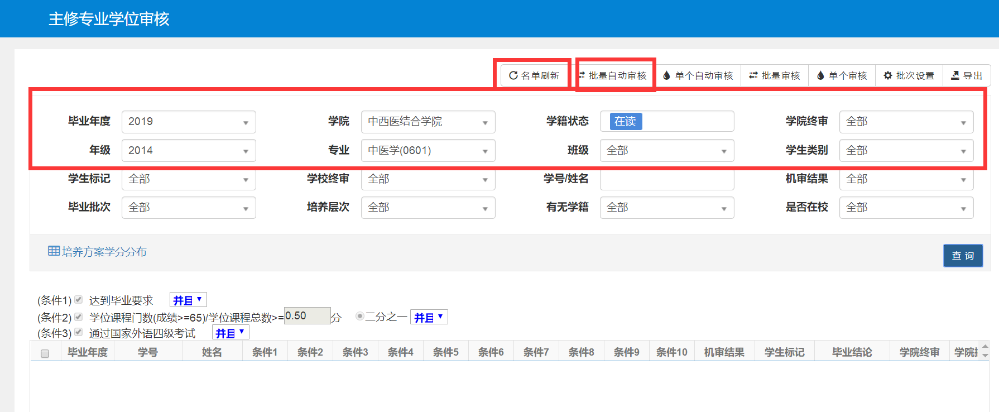 主修专业学位审核
名单刷新 批量自动审核 单个自动审核 批量审核 单个审核 批次设置 导出
毕业年度 2019 学院 中西医结合学院 学籍状态 在读 学院终审 全部
年级 2014 专业 中医学(0601) 班级 全部 学生类别 全部
学生标记 全部 学校终审 全部 学号/姓名 机审结果 全部
毕业批次 全部 培养层次 全部 有无学籍 全部 是否在校 全部
培养方案学分分布 查 询
(条件1) 达到毕业要求 并且
(条件2) 学位课程门数(成绩>=65)/学位课程总数>= 0.50 分 二分之一 并且
(条件3) 通过国家外语四级考试 并且
毕业年度 学号 姓名 条件1 条件2 条件3 条件4 条件5 条件6 条件7 条件8 条件9 条件10 机审结果 学生标记 毕业结论 学院终审 学院